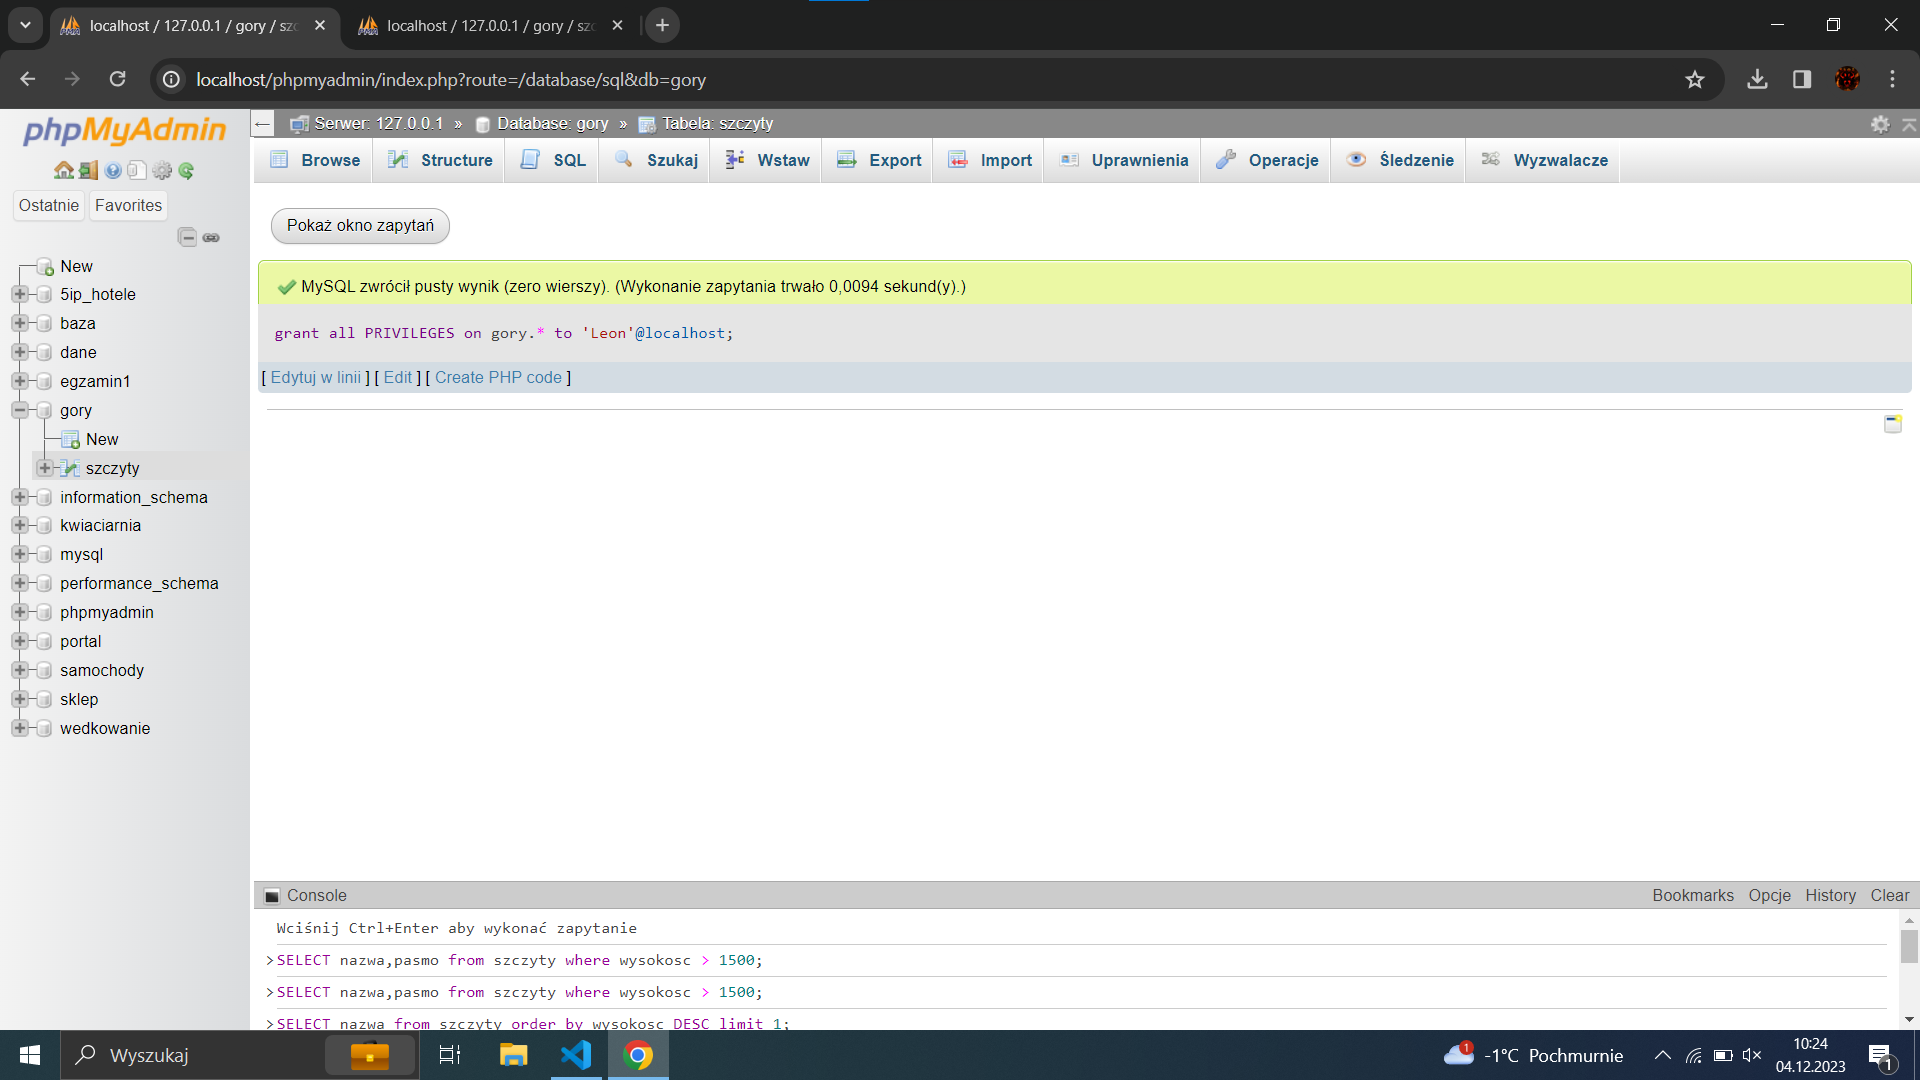 localhost / 127.0.0.1 / gory / szc
localhost / 127.0.0.1 / gory / szc
localhost/phpmyadmin/index.php?route=/database/sql&db=gory
phpMyAdmin
Ostatnie Favorites
New
5ip_hotele
baza
dane
egzamin1
gory
New
szczyty
information_schema
kwiaciarnia
mysql
performance_schema
phpmyadmin
portal
samochody
sklep
wedkowanie
Serwer: 127.0.0.1 » Database: gory » Tabela: szczyty
Browse Structure SQL Szukaj Wstaw Export Import Uprawnienia Operacje Śledzenie Wyzwalacze
Pokaż okno zapytań
MySQL zwrócił pusty wynik (zero wierszy). (Wykonanie zapytania trwało 0,0094 sekund(y).)
grant all PRIVILEGES on gory.* to 'Leon'@localhost;
[ Edytuj w linii ] [ Edit ] [ Create PHP code ]
Console Bookmarks Opcje History Clear
Wciśnij Ctrl+Enter aby wykonać zapytanie
>SELECT nazwa,pasmo from szczyty where wysokosc > 1500;
>SELECT nazwa,pasmo from szczyty where wysokosc > 1500;
>SELECT nazwa from szczyty order by wysokosc DESC limit 1;
Wyszukaj
1
-1°C Pochmurnie
10:24
04.12.2023
1